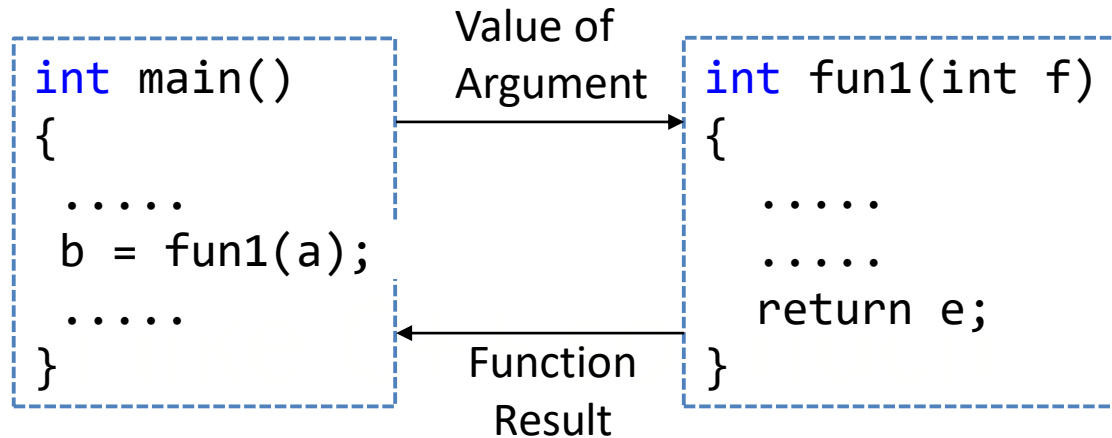 int main()
{
.....
b = fun1(a);
.....
}
Value of
Argument
int fun1(int f)
{
.....
.....
return e;
}
Function
Result